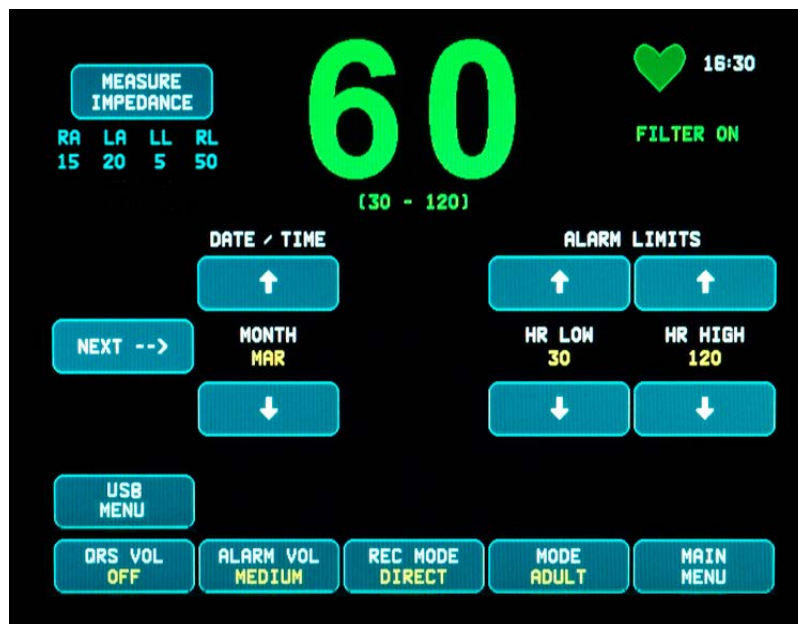 MEASURE
IMPEDANCE
RA LA LL RL
15 20 5 50
60
(30 - 120)
16:30
FILTER ON
DATE / TIME
ALARM LIMITS
NEXT -->
MONTH
MAR
HR LOW
30
HR HIGH
120
USB
MENU
QRS VOL
OFF
ALARM VOL
MEDIUM
REC MODE
DIRECT
MODE
ADULT
MAIN
MENU